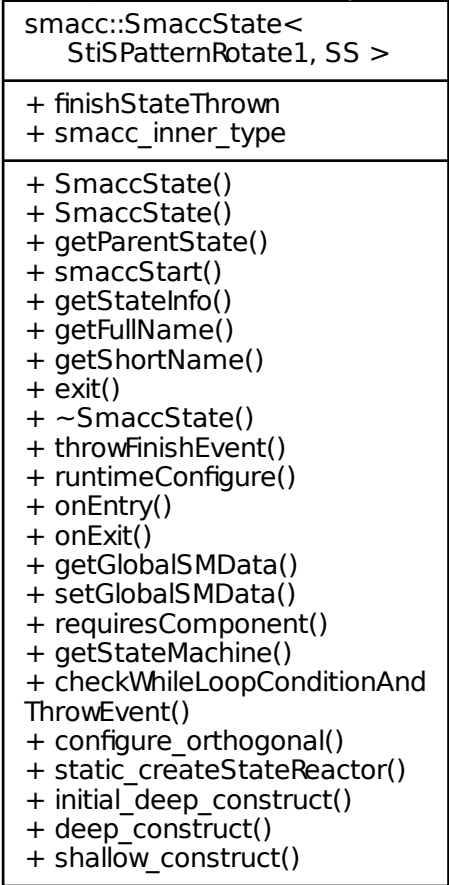 smacc::SmaccState<
StiSPatternRotate1, SS >
+ finishStateThrown
+ smacc_inner_type
+ SmaccState()
+ SmaccState()
+ getParentState()
+ smaccStart()
+ getStateInfo()
+ getFullName()
+ getShortName()
+ exit()
+ ~SmaccState()
+ throwFinishEvent()
+ runtimeConfigure()
+ onEntry()
+ onExit()
+ getGlobalSMData()
+ setGlobalSMData()
+ requiresComponent()
+ getStateMachine()
+ checkWhileLoopConditionAnd
ThrowEvent()
+ configure_orthogonal()
+ static_createStateReactor()
+ initial_deep_construct()
+ deep_construct()
+ shallow_construct()